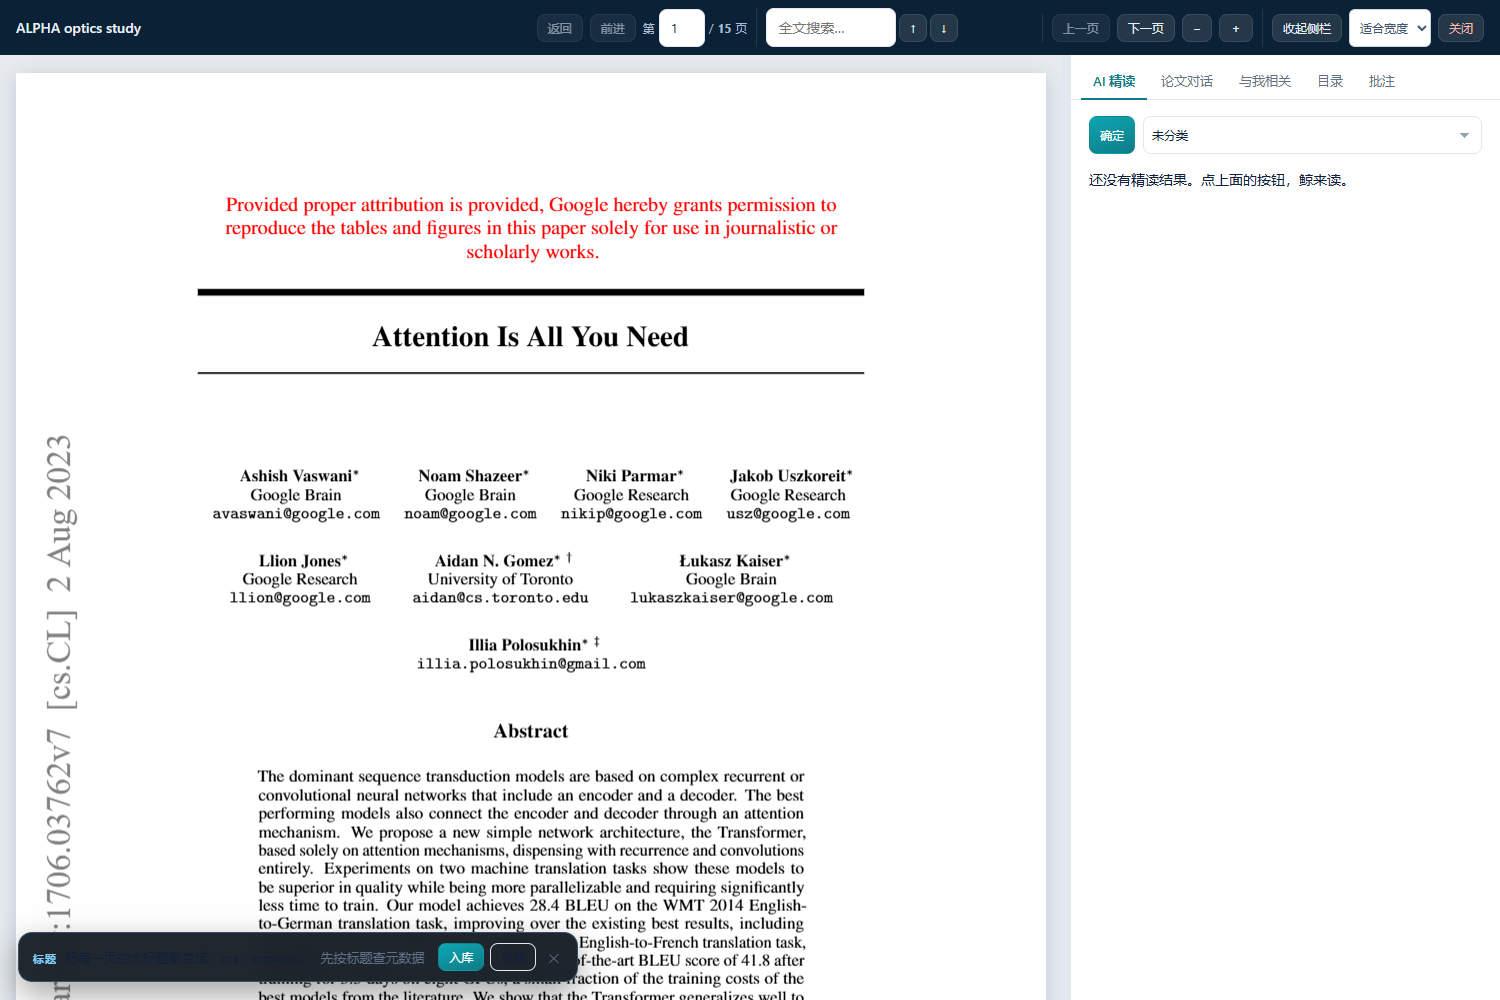 ALPHA optics study
返回 前进 第 1 / 15 页 全文搜索... ↑ ↓ 上一页 下一页 − + 收起侧栏 适合宽度 关闭
AI 精读 论文对话 与我相关 目录 批注
确定 未分类
还没有精读结果。点上面的按钮，鲸来读。
Provided proper attribution is provided, Google hereby grants permission to
reproduce the tables and figures in this paper solely for use in journalistic or
scholarly works.
Attention Is All You Need
Ashish Vaswani* Noam Shazeer* Niki Parmar* Jakob Uszkoreit*
Google Brain Google Brain Google Research Google Research
avaswani@google.com noam@google.com nikip@google.com usz@google.com
Llion Jones* Aidan N. Gomez* † Łukasz Kaiser*
Google Research University of Toronto Google Brain
llion@google.com aidan@cs.toronto.edu lukaszkaiser@google.com
Illia Polosukhin* ‡
illia.polosukhin@gmail.com
:1706.03762v7 [cs.CL] 2 Aug 2023
Abstract
The dominant sequence transduction models are based on complex recurrent or
convolutional neural networks that include an encoder and a decoder. The best
performing models also connect the encoder and decoder through an attention
mechanism. We propose a new simple network architecture, the Transformer,
based solely on attention mechanisms, dispensing with recurrence and convolutions
entirely. Experiments on two machine translation tasks show these models to
be superior in quality while being more parallelizable and requiring significantly
less time to train. Our model achieves 28.4 BLEU on the WMT 2014 English-
to-German translation task, improving over the existing best results, including
English-to-French translation task,
of-the-art BLEU score of 41.8 after
raction of the training costs of the
best models from the literature. We show that the Transformer generalizes well to
标题 先按标题查元数据 入库